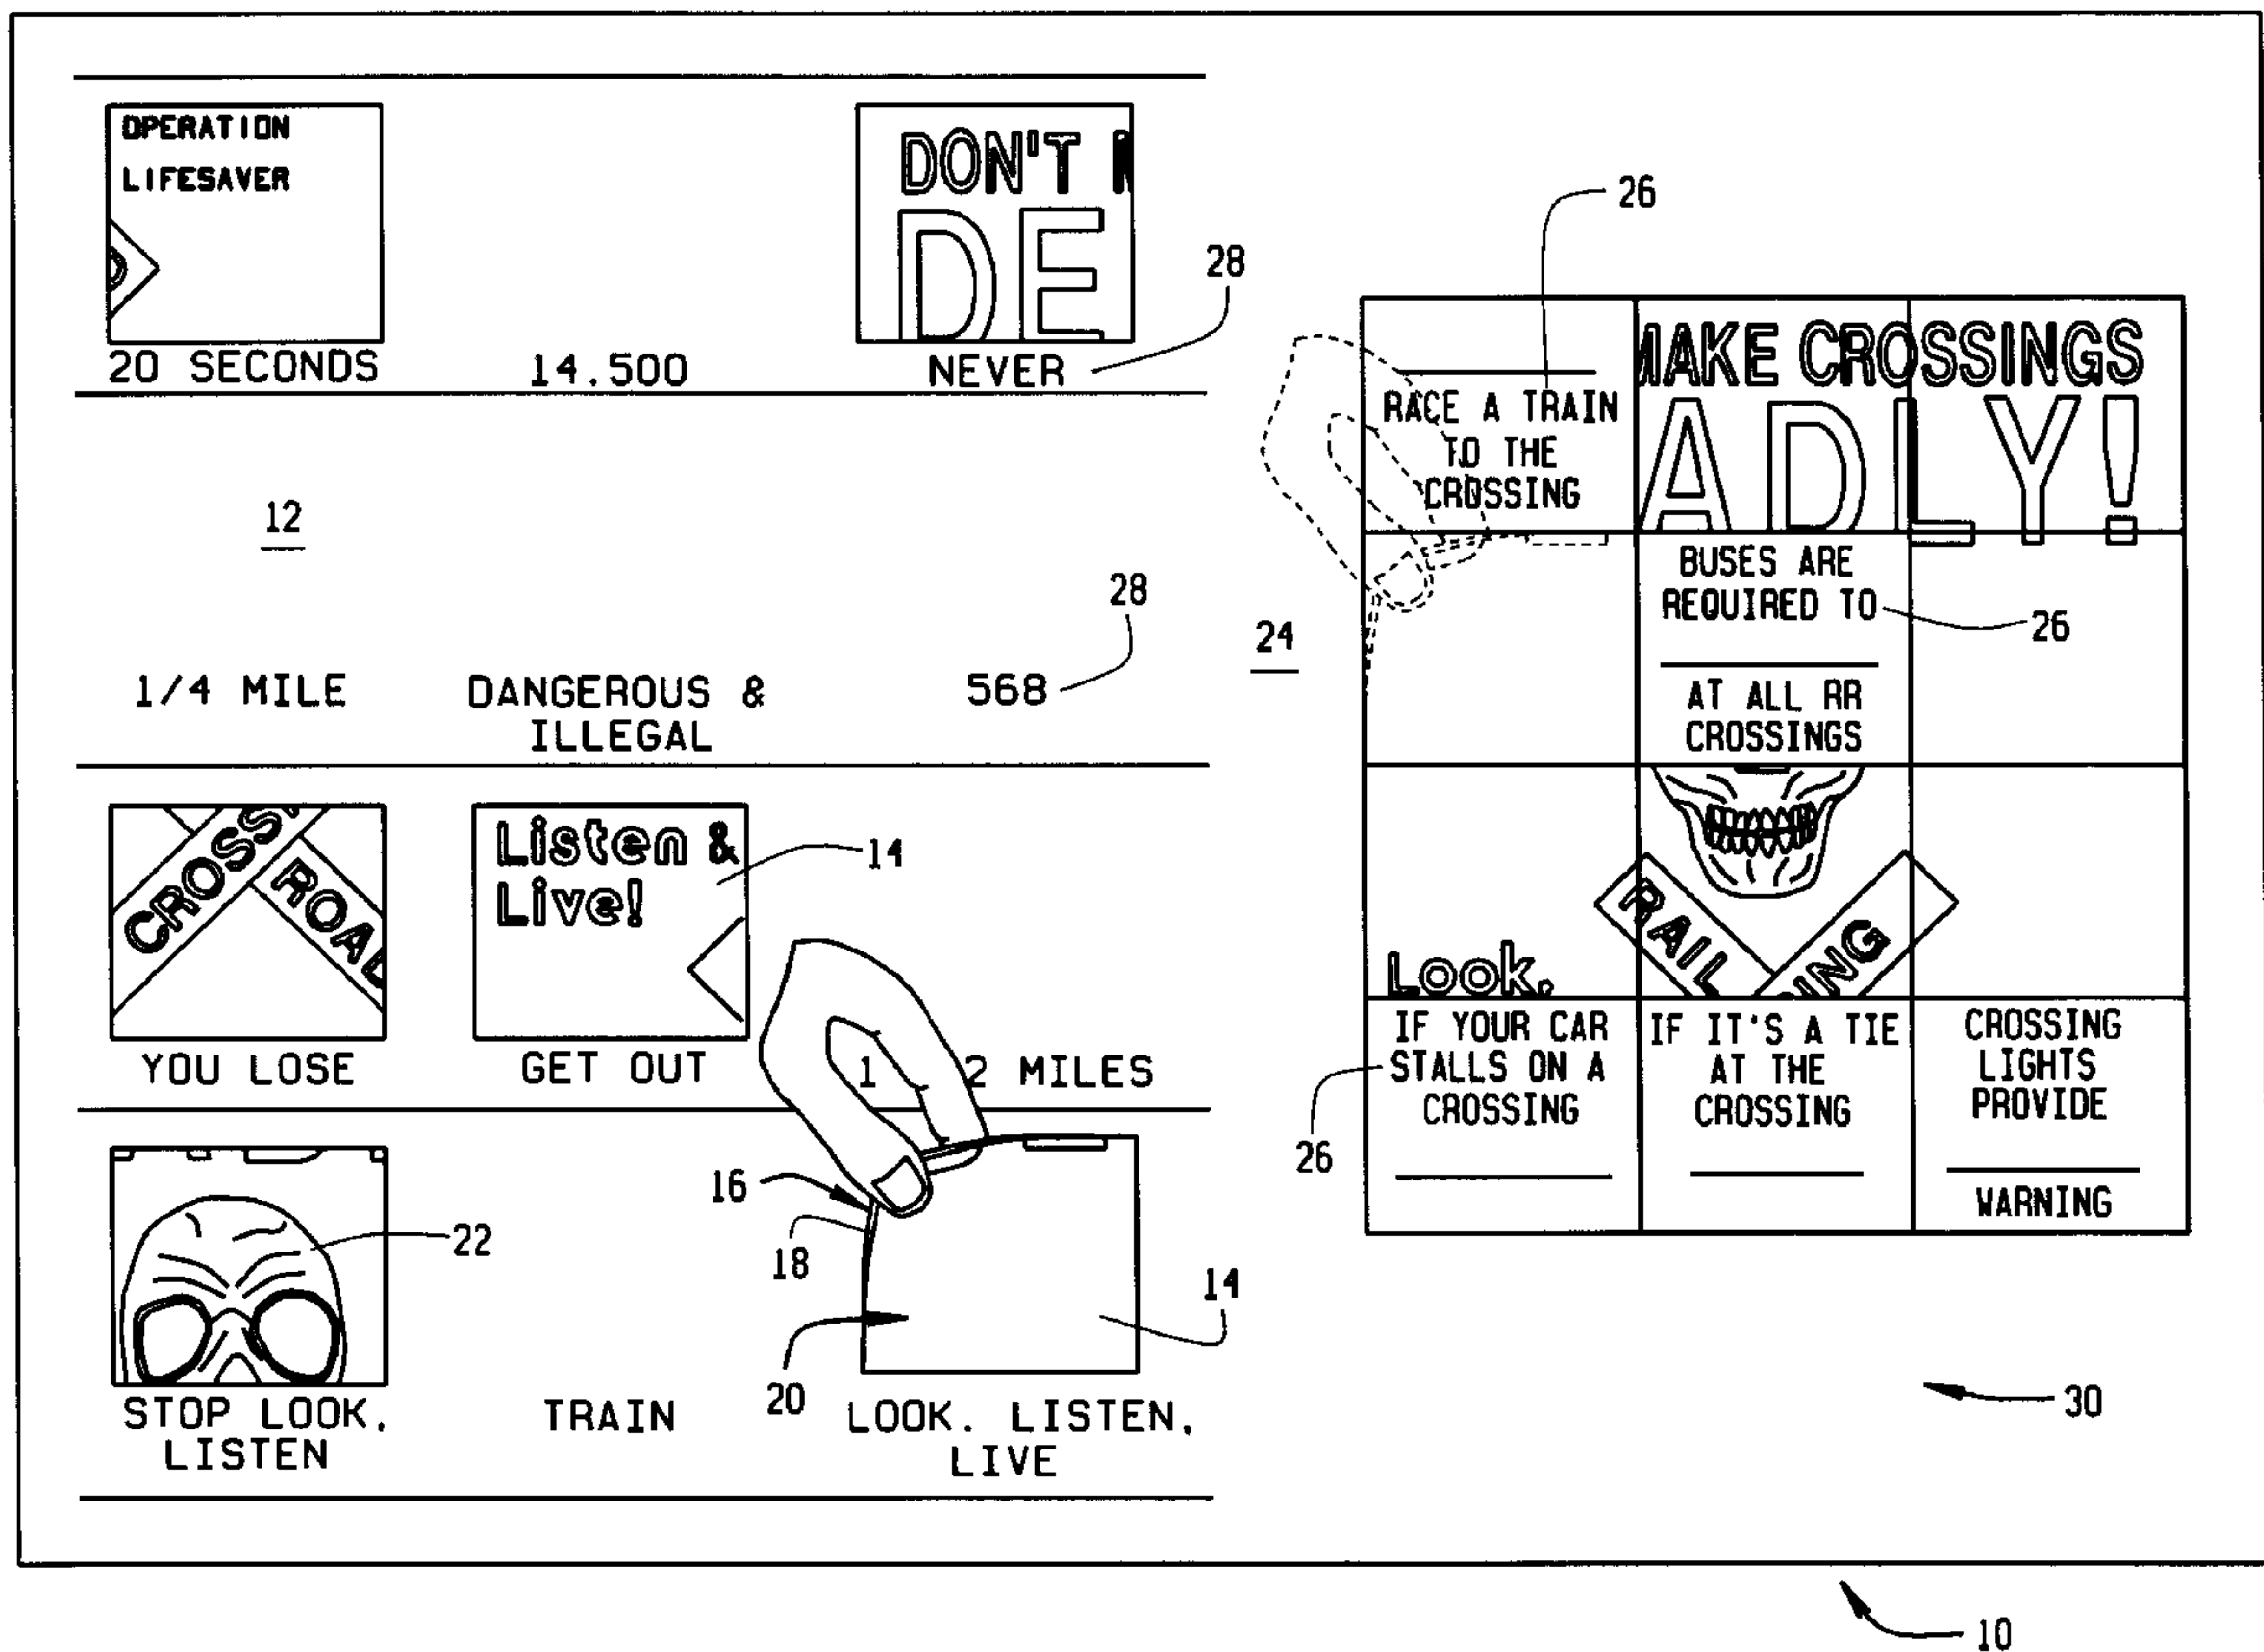 OPERATION
LIFESAVER
20 SECONDS
14.500
DON'T
DE
NEVER
28
12
1/4 MILE
DANGEROUS &
ILLEGAL
568
28
CROSS
ROAD
YOU LOSE
Listen &
Live!
14
GET OUT
1 2 MILES
22
STOP LOOK.
LISTEN
TRAIN
16
18
20
14
LOOK. LISTEN,
LIVE
24
26
RACE A TRAIN
TO THE
CROSSING
MAKE CROSSINGS
ADLY!
BUSES ARE
REQUIRED TO
26
AT ALL RR
CROSSINGS
Look.
RAIL
ING
IF YOUR CAR
STALLS ON A
CROSSING
26
IF IT'S A TIE
AT THE
CROSSING
CROSSING
LIGHTS
PROVIDE
WARNING
30
10